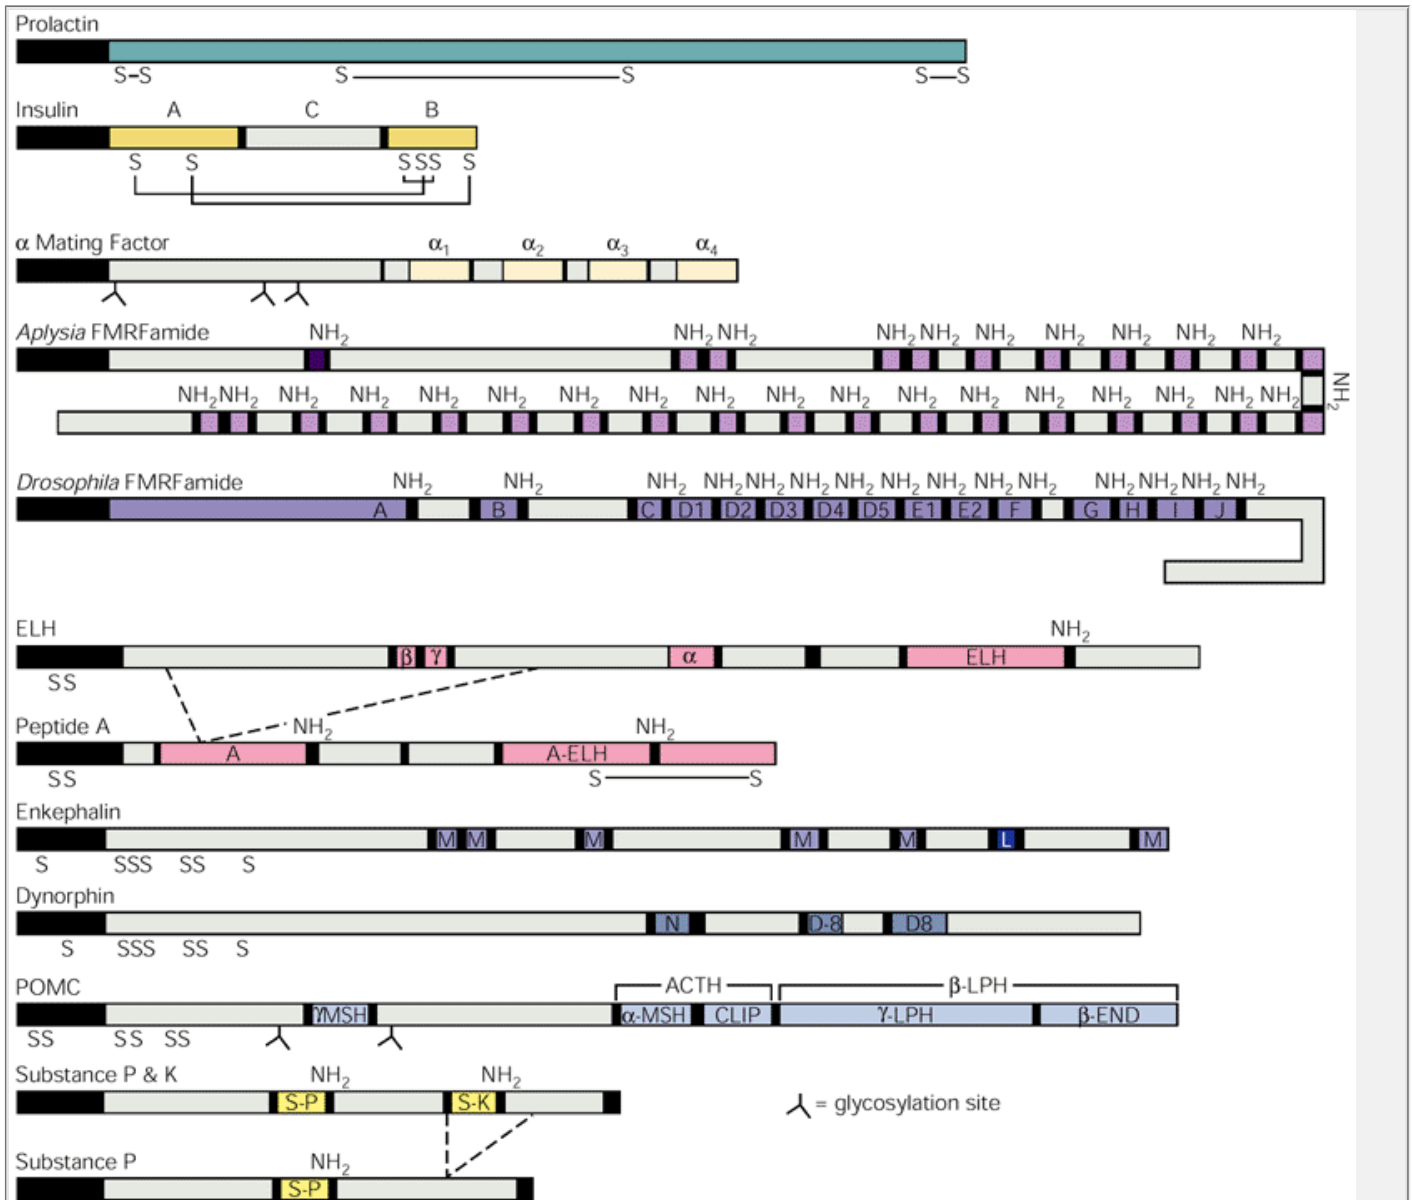 Prolactin
S–S S S S S
Insulin A C B
S S SSS S
α Mating Factor α1 α2 α3 α4
Aplysia FMRFamide NH2 NH2 NH2 NH2 NH2 NH2 NH2 NH2 NH2 NH2
NH2
NH2 NH2 NH2 NH2 NH2 NH2 NH2 NH2 NH2 NH2 NH2 NH2 NH2 NH2 NH2 NH2 NH2
Drosophila FMRFamide NH2 NH2 NH2 NH2 NH2 NH2 NH2 NH2 NH2 NH2 NH2 NH2 NH2 NH2 NH2
A B C D1 D2 D3 D4 D5 E1 E2 F G H I J
ELH NH2
β γ α ELH
SS
Peptide A NH2 NH2
A A-ELH
SS S S
Enkephalin
M M M M M L M
S SSS SS S
Dynorphin
N D-8 D8
S SSS SS S
POMC ACTH β-LPH
γMSH α-MSH CLIP γ-LPH β-END
SS SS SS
Substance P & K NH2 NH2
S-P S-K = glycosylation site
Substance P NH2
S-P